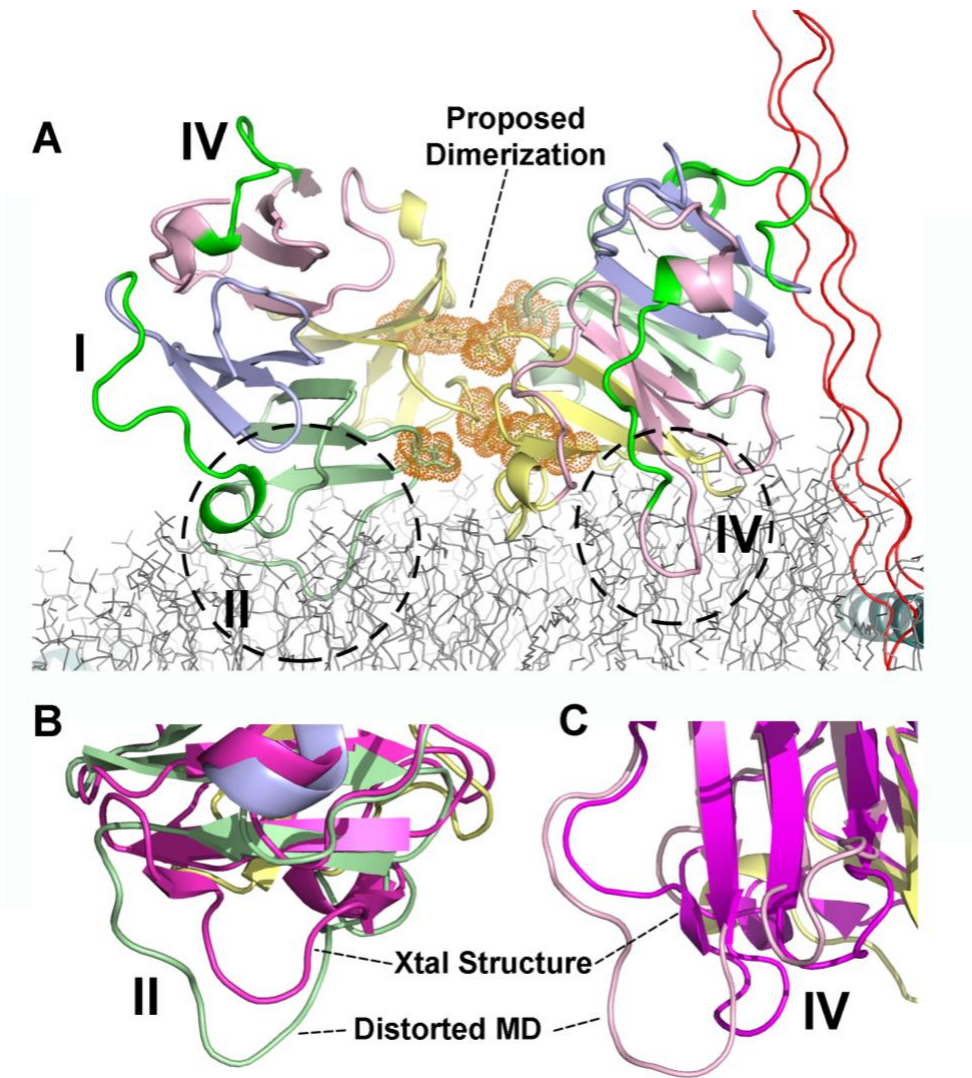 A
IV
Proposed
Dimerization
I
II
IV
B
C
Xtal Structure
II
IV
Distorted MD